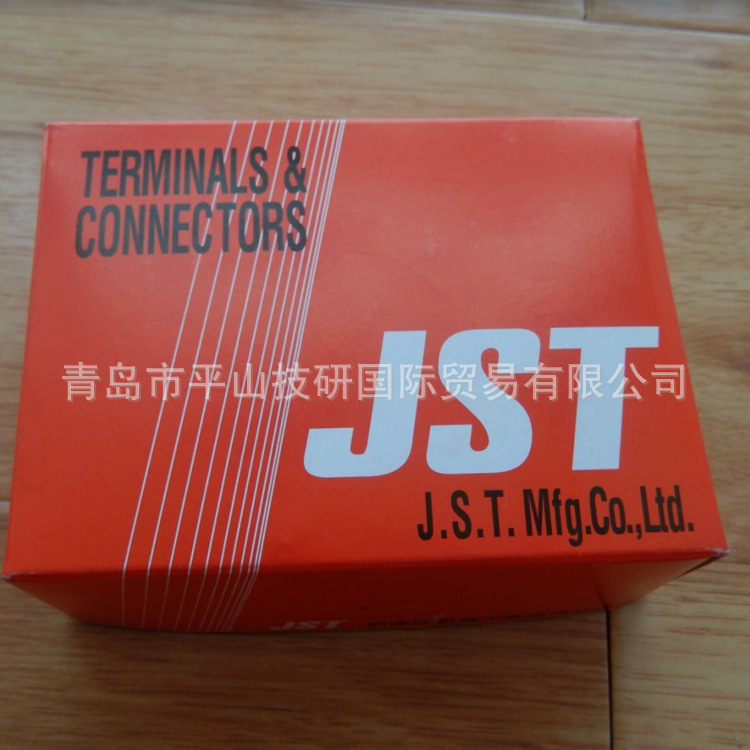 TERMINALS &
CONNECTORS
JST
青岛市平山技研国际贸易有限公司
J.S.T. Mfg.Co.,Ltd.
JST